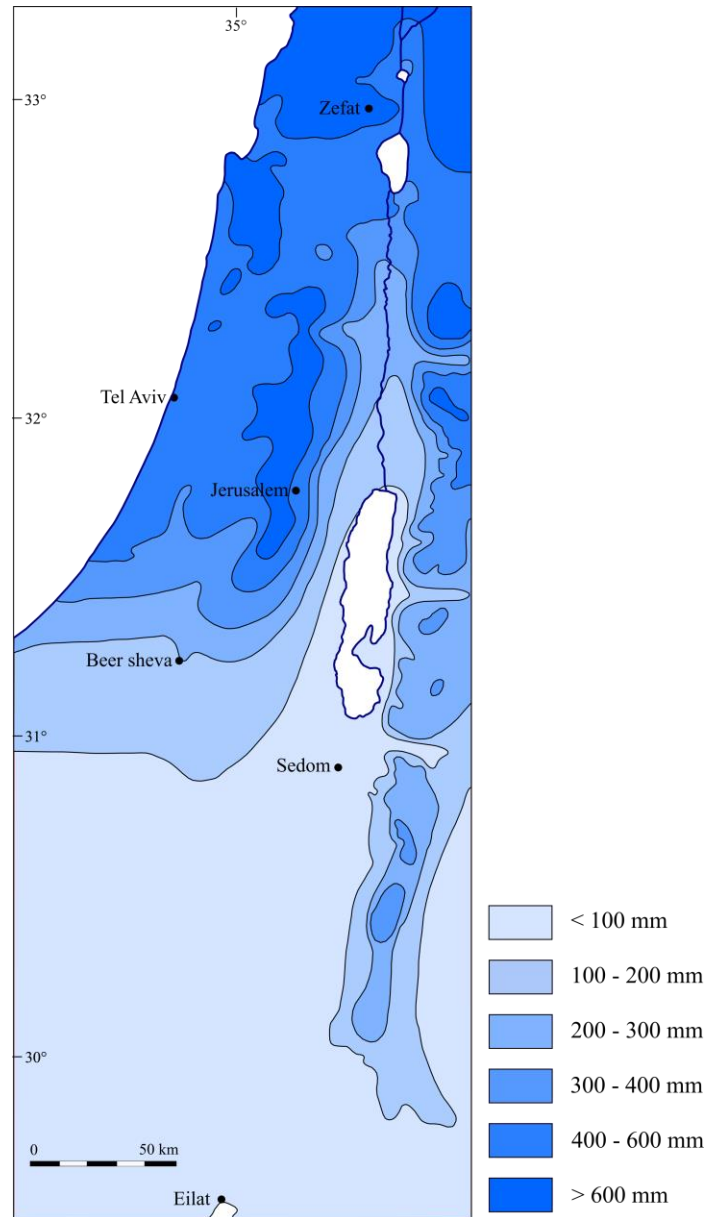 35°
33°
Zefat
Tel Aviv
32°
Jerusalem
Beer sheva
31°
Sedom
< 100 mm
100 - 200 mm
200 - 300 mm
30°
300 - 400 mm
400 - 600 mm
0 50 km
Eilat
> 600 mm